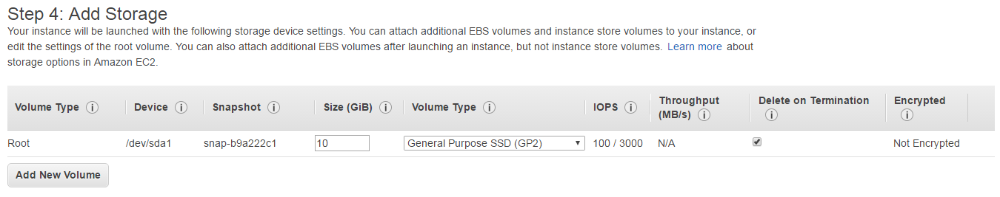 Step 4: Add Storage
Your instance will be launched with the following storage device settings. You can attach additional EBS volumes and instance store volumes to your instance, or
edit the settings of the root volume. You can also attach additional EBS volumes after launching an instance, but not instance store volumes. Learn more about
storage options in Amazon EC2.
Volume Type i Device i Snapshot i Size (GiB) i Volume Type i IOPS i Throughput (MB/s) i Delete on Termination i Encrypted i
Root /dev/sda1 snap-b9a222c1 10 General Purpose SSD (GP2) 100 / 3000 N/A Not Encrypted
Add New Volume